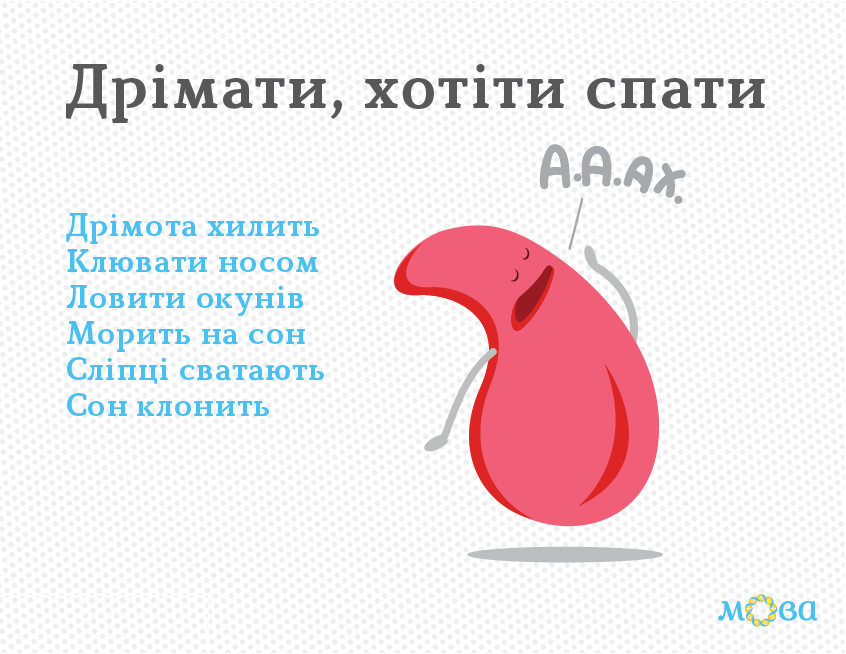 Дрімати, хотіти спати
А.А.АХ.
Дрімота хилить
Клювати носом
Ловити окунів
Морить на сон
Сліпці сватають
Сон клонить
мова